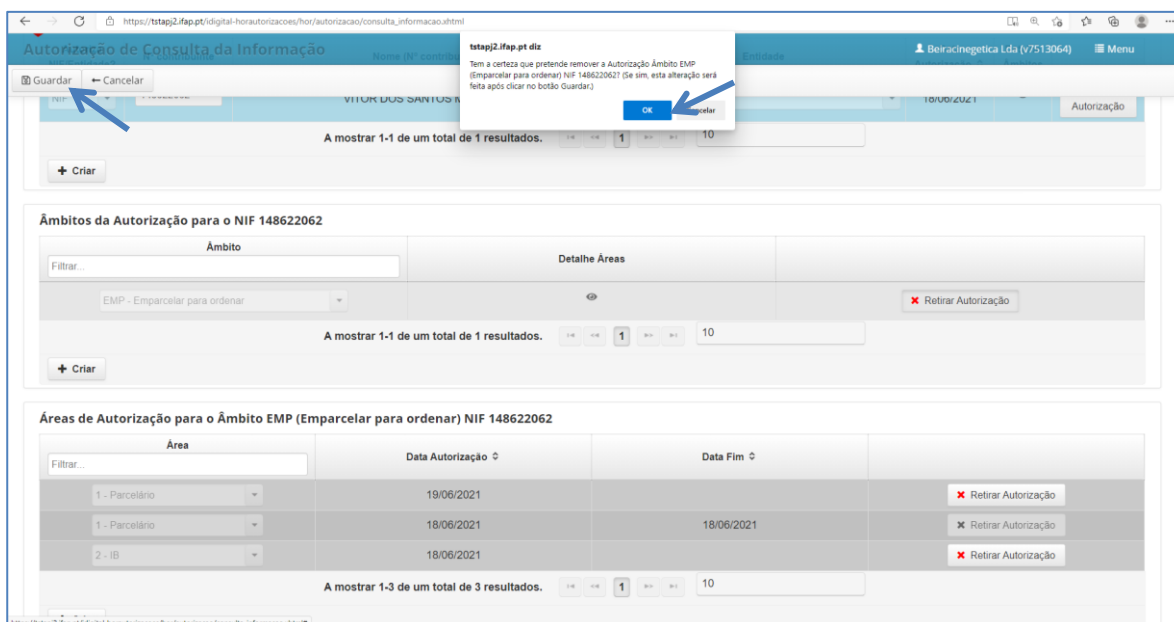 https://tstapj2.ifap.pt/idigital-horautorizacoes/hor/autorizacao/consulta_informacao.xhtml
Autorização de Consulta da Informação
Entidade
Beiracinegetica Lda (v7513064)
Menu
tstapj2.ifap.pt diz
Tem a certeza que pretende remover a Autorização Âmbito EMP
(Emparcelar para ordenar) NIF 148622062? (Se sim, esta alteração será
feita após clicar no botão Guardar.)
OK
Guardar
Cancelar
NIF
VITOR DOS SANTOS
18/06/2021
Autorização
A mostrar 1-1 de um total de 1 resultados.
1
10
+ Criar
Âmbitos da Autorização para o NIF 148622062
Âmbito
Detalhe Áreas
Filtrar...
EMP - Emparcelar para ordenar
Retirar Autorização
A mostrar 1-1 de um total de 1 resultados.
1
10
+ Criar
Áreas de Autorização para o Âmbito EMP (Emparcelar para ordenar) NIF 148622062
Área
Data Autorização
Data Fim
Filtrar...
1 - Parcelário
19/06/2021
Retirar Autorização
1 - Parcelário
18/06/2021
18/06/2021
Retirar Autorização
2 - IB
18/06/2021
Retirar Autorização
A mostrar 1-3 de um total de 3 resultados.
1
10